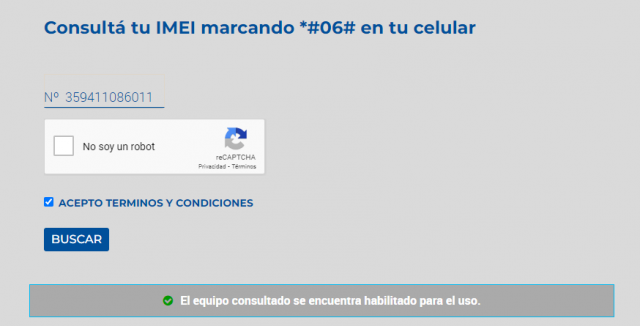 Consultá tu IMEI marcando *#06# en tu celular
Nº 359411086011
No soy un robot
reCAPTCHA
Privacidad - Términos
ACEPTO TERMINOS Y CONDICIONES
BUSCAR
El equipo consultado se encuentra habilitado para el uso.